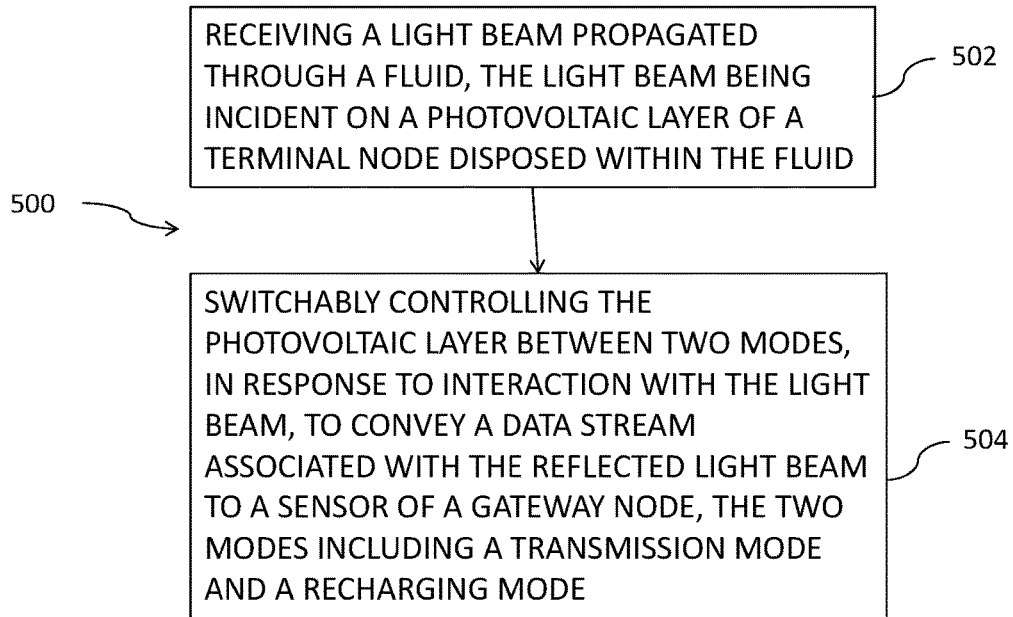 RECEIVING A LIGHT BEAM PROPAGATED
THROUGH A FLUID, THE LIGHT BEAM BEING
INCIDENT ON A PHOTOVOLTAIC LAYER OF A
TERMINAL NODE DISPOSED WITHIN THE FLUID
502
500
SWITCHABLY CONTROLLING THE
PHOTOVOLTAIC LAYER BETWEEN TWO MODES,
IN RESPONSE TO INTERACTION WITH THE LIGHT
BEAM, TO CONVEY A DATA STREAM
ASSOCIATED WITH THE REFLECTED LIGHT BEAM
TO A SENSOR OF A GATEWAY NODE, THE TWO
MODES INCLUDING A TRANSMISSION MODE
AND A RECHARGING MODE
504